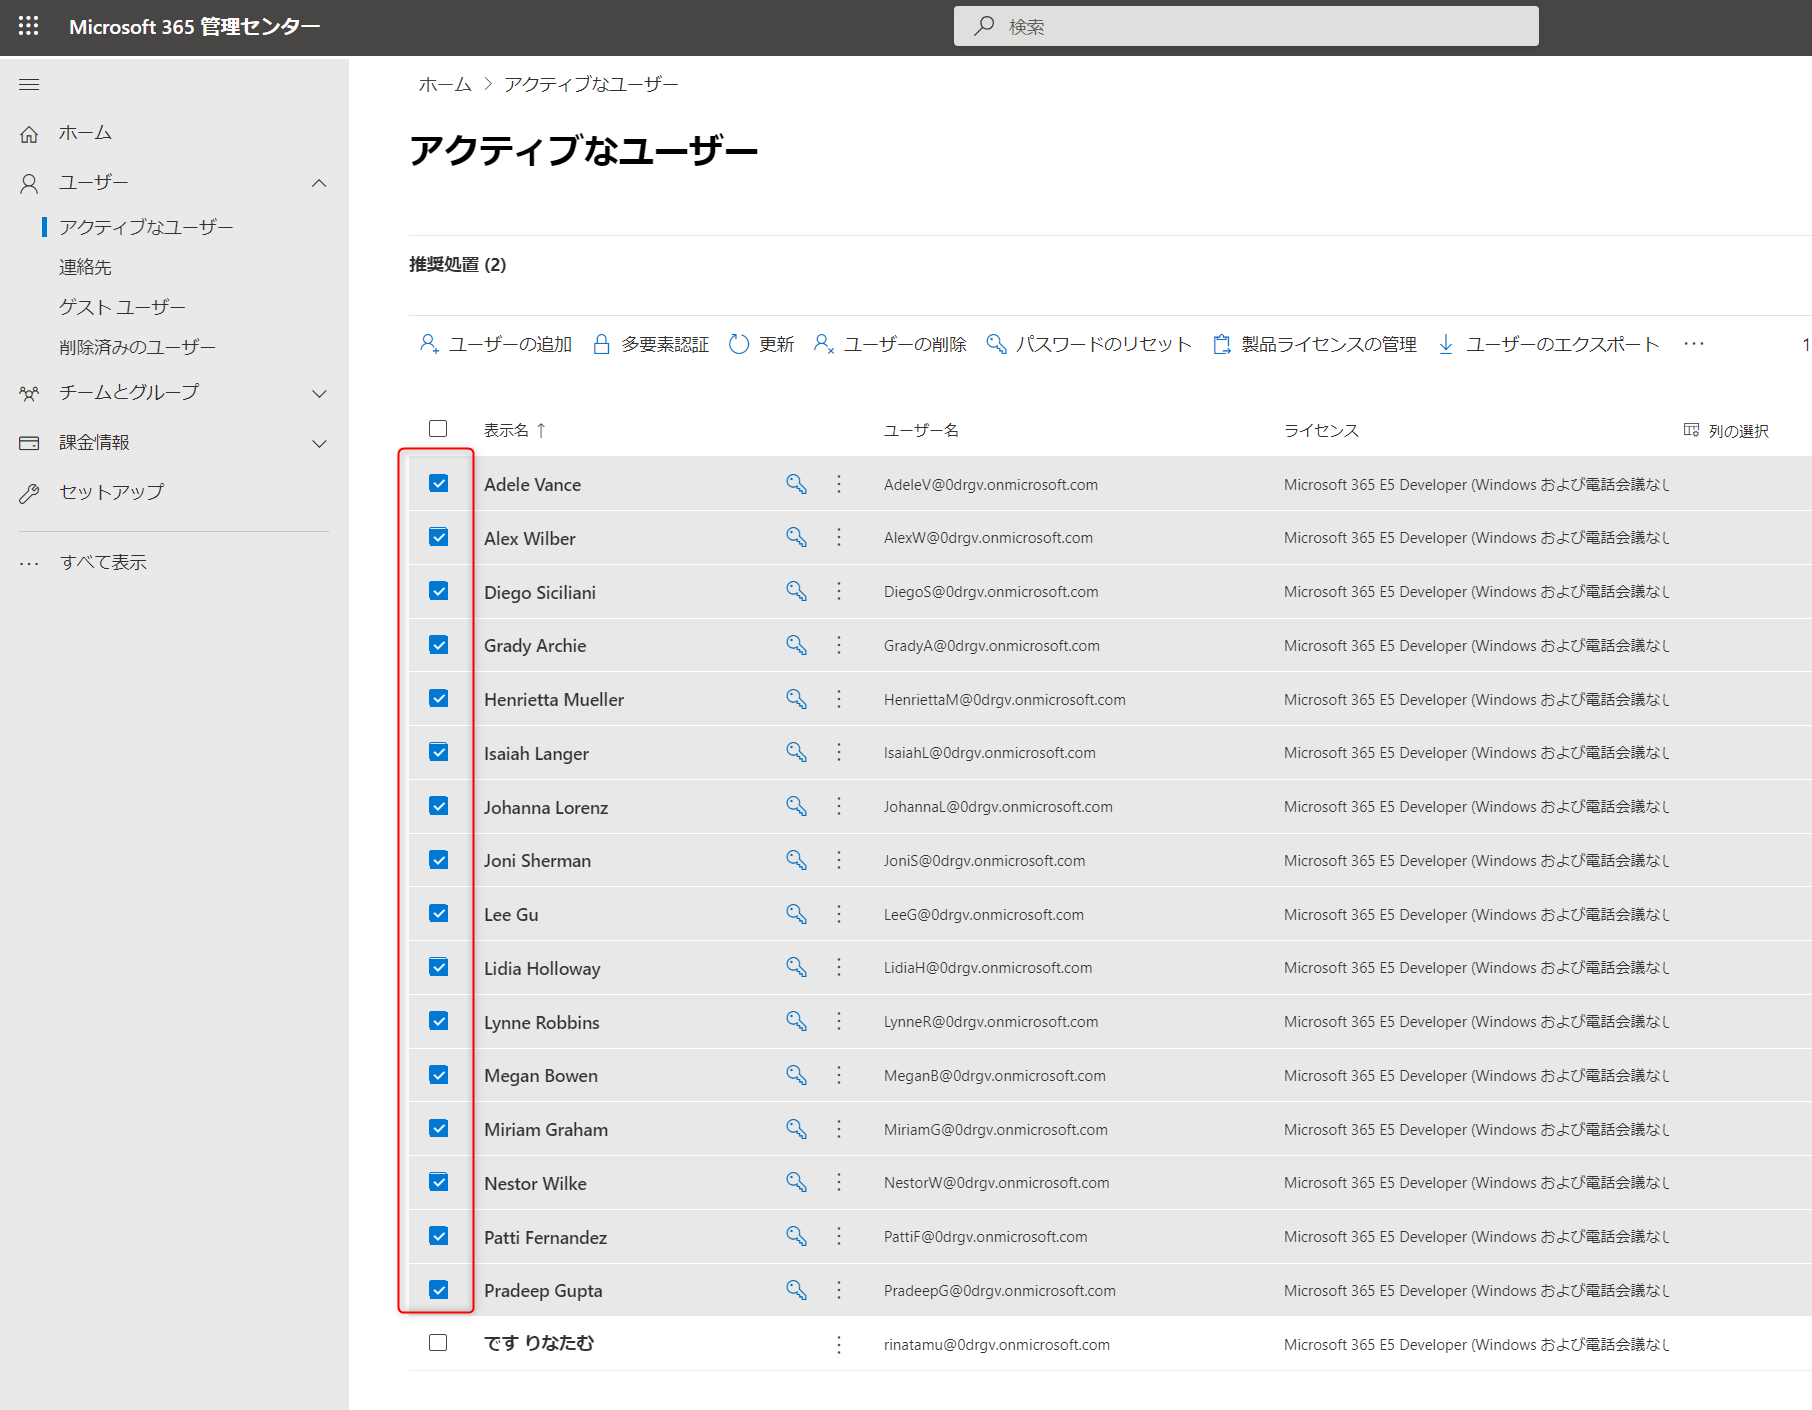 Microsoft 365 管理センター
検索
ホーム
ユーザー
アクティブなユーザー
連絡先
ゲスト ユーザー
削除済みのユーザー
チームとグループ
課金情報
セットアップ
すべて表示
ホーム > アクティブなユーザー
アクティブなユーザー
推奨処置 (2)
ユーザーの追加 多要素認証 更新 ユーザーの削除 パスワードのリセット 製品ライセンスの管理 ユーザーのエクスポート ··· 1
表示名 ↑ ユーザー名 ライセンス 列の選択
Adele Vance AdeleV@0drgv.onmicrosoft.com Microsoft 365 E5 Developer (Windows および電話会議なし
Alex Wilber AlexW@0drgv.onmicrosoft.com Microsoft 365 E5 Developer (Windows および電話会議なし
Diego Siciliani DiegoS@0drgv.onmicrosoft.com Microsoft 365 E5 Developer (Windows および電話会議なし
Grady Archie GradyA@0drgv.onmicrosoft.com Microsoft 365 E5 Developer (Windows および電話会議なし
Henrietta Mueller HenriettaM@0drgv.onmicrosoft.com Microsoft 365 E5 Developer (Windows および電話会議なし
Isaiah Langer IsaiahL@0drgv.onmicrosoft.com Microsoft 365 E5 Developer (Windows および電話会議なし
Johanna Lorenz JohannaL@0drgv.onmicrosoft.com Microsoft 365 E5 Developer (Windows および電話会議なし
Joni Sherman JoniS@0drgv.onmicrosoft.com Microsoft 365 E5 Developer (Windows および電話会議なし
Lee Gu LeeG@0drgv.onmicrosoft.com Microsoft 365 E5 Developer (Windows および電話会議なし
Lidia Holloway LidiaH@0drgv.onmicrosoft.com Microsoft 365 E5 Developer (Windows および電話会議なし
Lynne Robbins LynneR@0drgv.onmicrosoft.com Microsoft 365 E5 Developer (Windows および電話会議なし
Megan Bowen MeganB@0drgv.onmicrosoft.com Microsoft 365 E5 Developer (Windows および電話会議なし
Miriam Graham MiriamG@0drgv.onmicrosoft.com Microsoft 365 E5 Developer (Windows および電話会議なし
Nestor Wilke NestorW@0drgv.onmicrosoft.com Microsoft 365 E5 Developer (Windows および電話会議なし
Patti Fernandez PattiF@0drgv.onmicrosoft.com Microsoft 365 E5 Developer (Windows および電話会議なし
Pradeep Gupta PradeepG@0drgv.onmicrosoft.com Microsoft 365 E5 Developer (Windows および電話会議なし
です りなたむ rinatamu@0drgv.onmicrosoft.com Microsoft 365 E5 Developer (Windows および電話会議なし